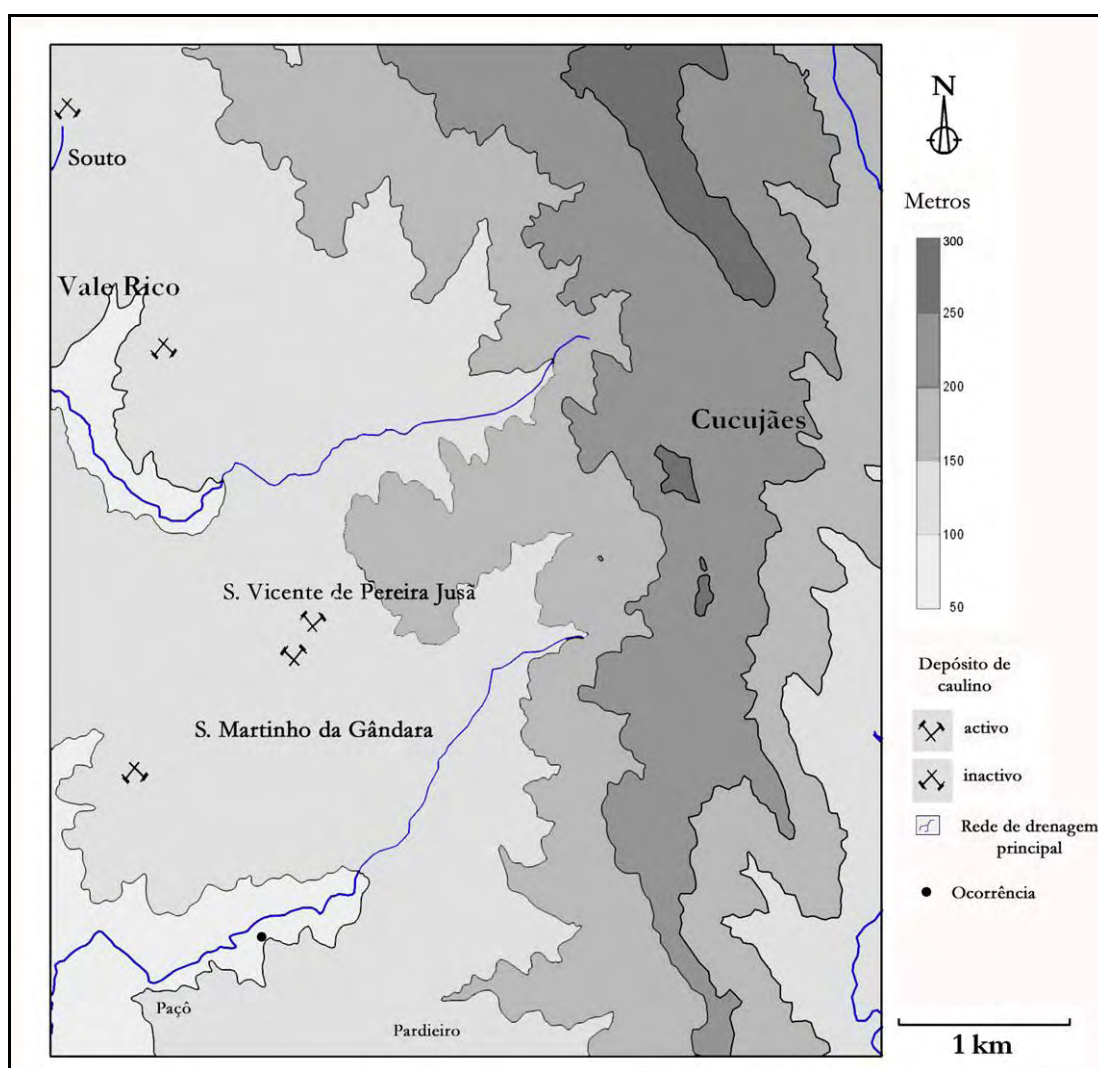 N
Metros
300
250
200
150
100
50
Souto
Vale Rico
Cucujães
S. Vicente de Pereira Jusã
S. Martinho da Gândara
Paçô
Pardieiro
Depósito de
caulino
activo
inactivo
Rede de drenagem
principal
Ocorrência
1 km